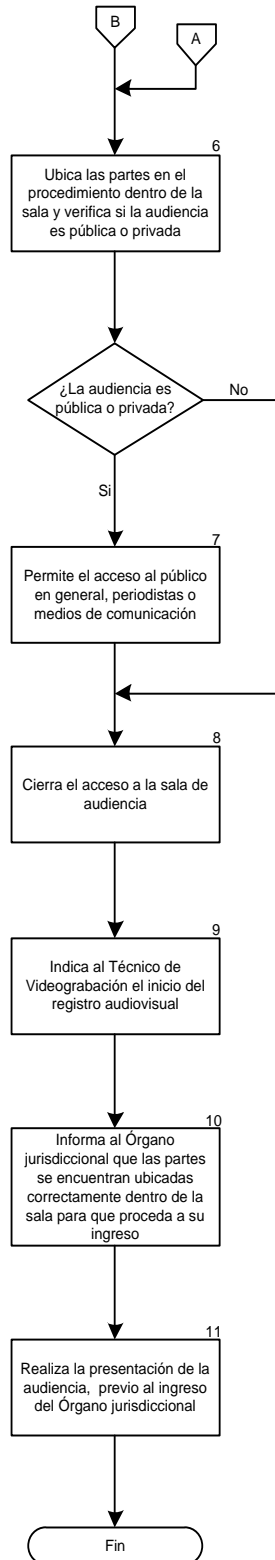 B
A
6
Ubica las partes en el
procedimiento dentro de la
sala y verifica si la audiencia
es pública o privada
¿La audiencia es
pública o privada?
No
Si
7
Permite el acceso al público
en general, periodistas o
medios de comunicación
8
Cierra el acceso a la sala de
audiencia
9
Indica al Técnico de
Videograbación el inicio del
registro audiovisual
10
Informa al Órgano
jurisdiccional que las partes
se encuentran ubicadas
correctamente dentro de la
sala para que proceda a su
ingreso
11
Realiza la presentación de la
audiencia, previo al ingreso
del Órgano jurisdiccional
Fin